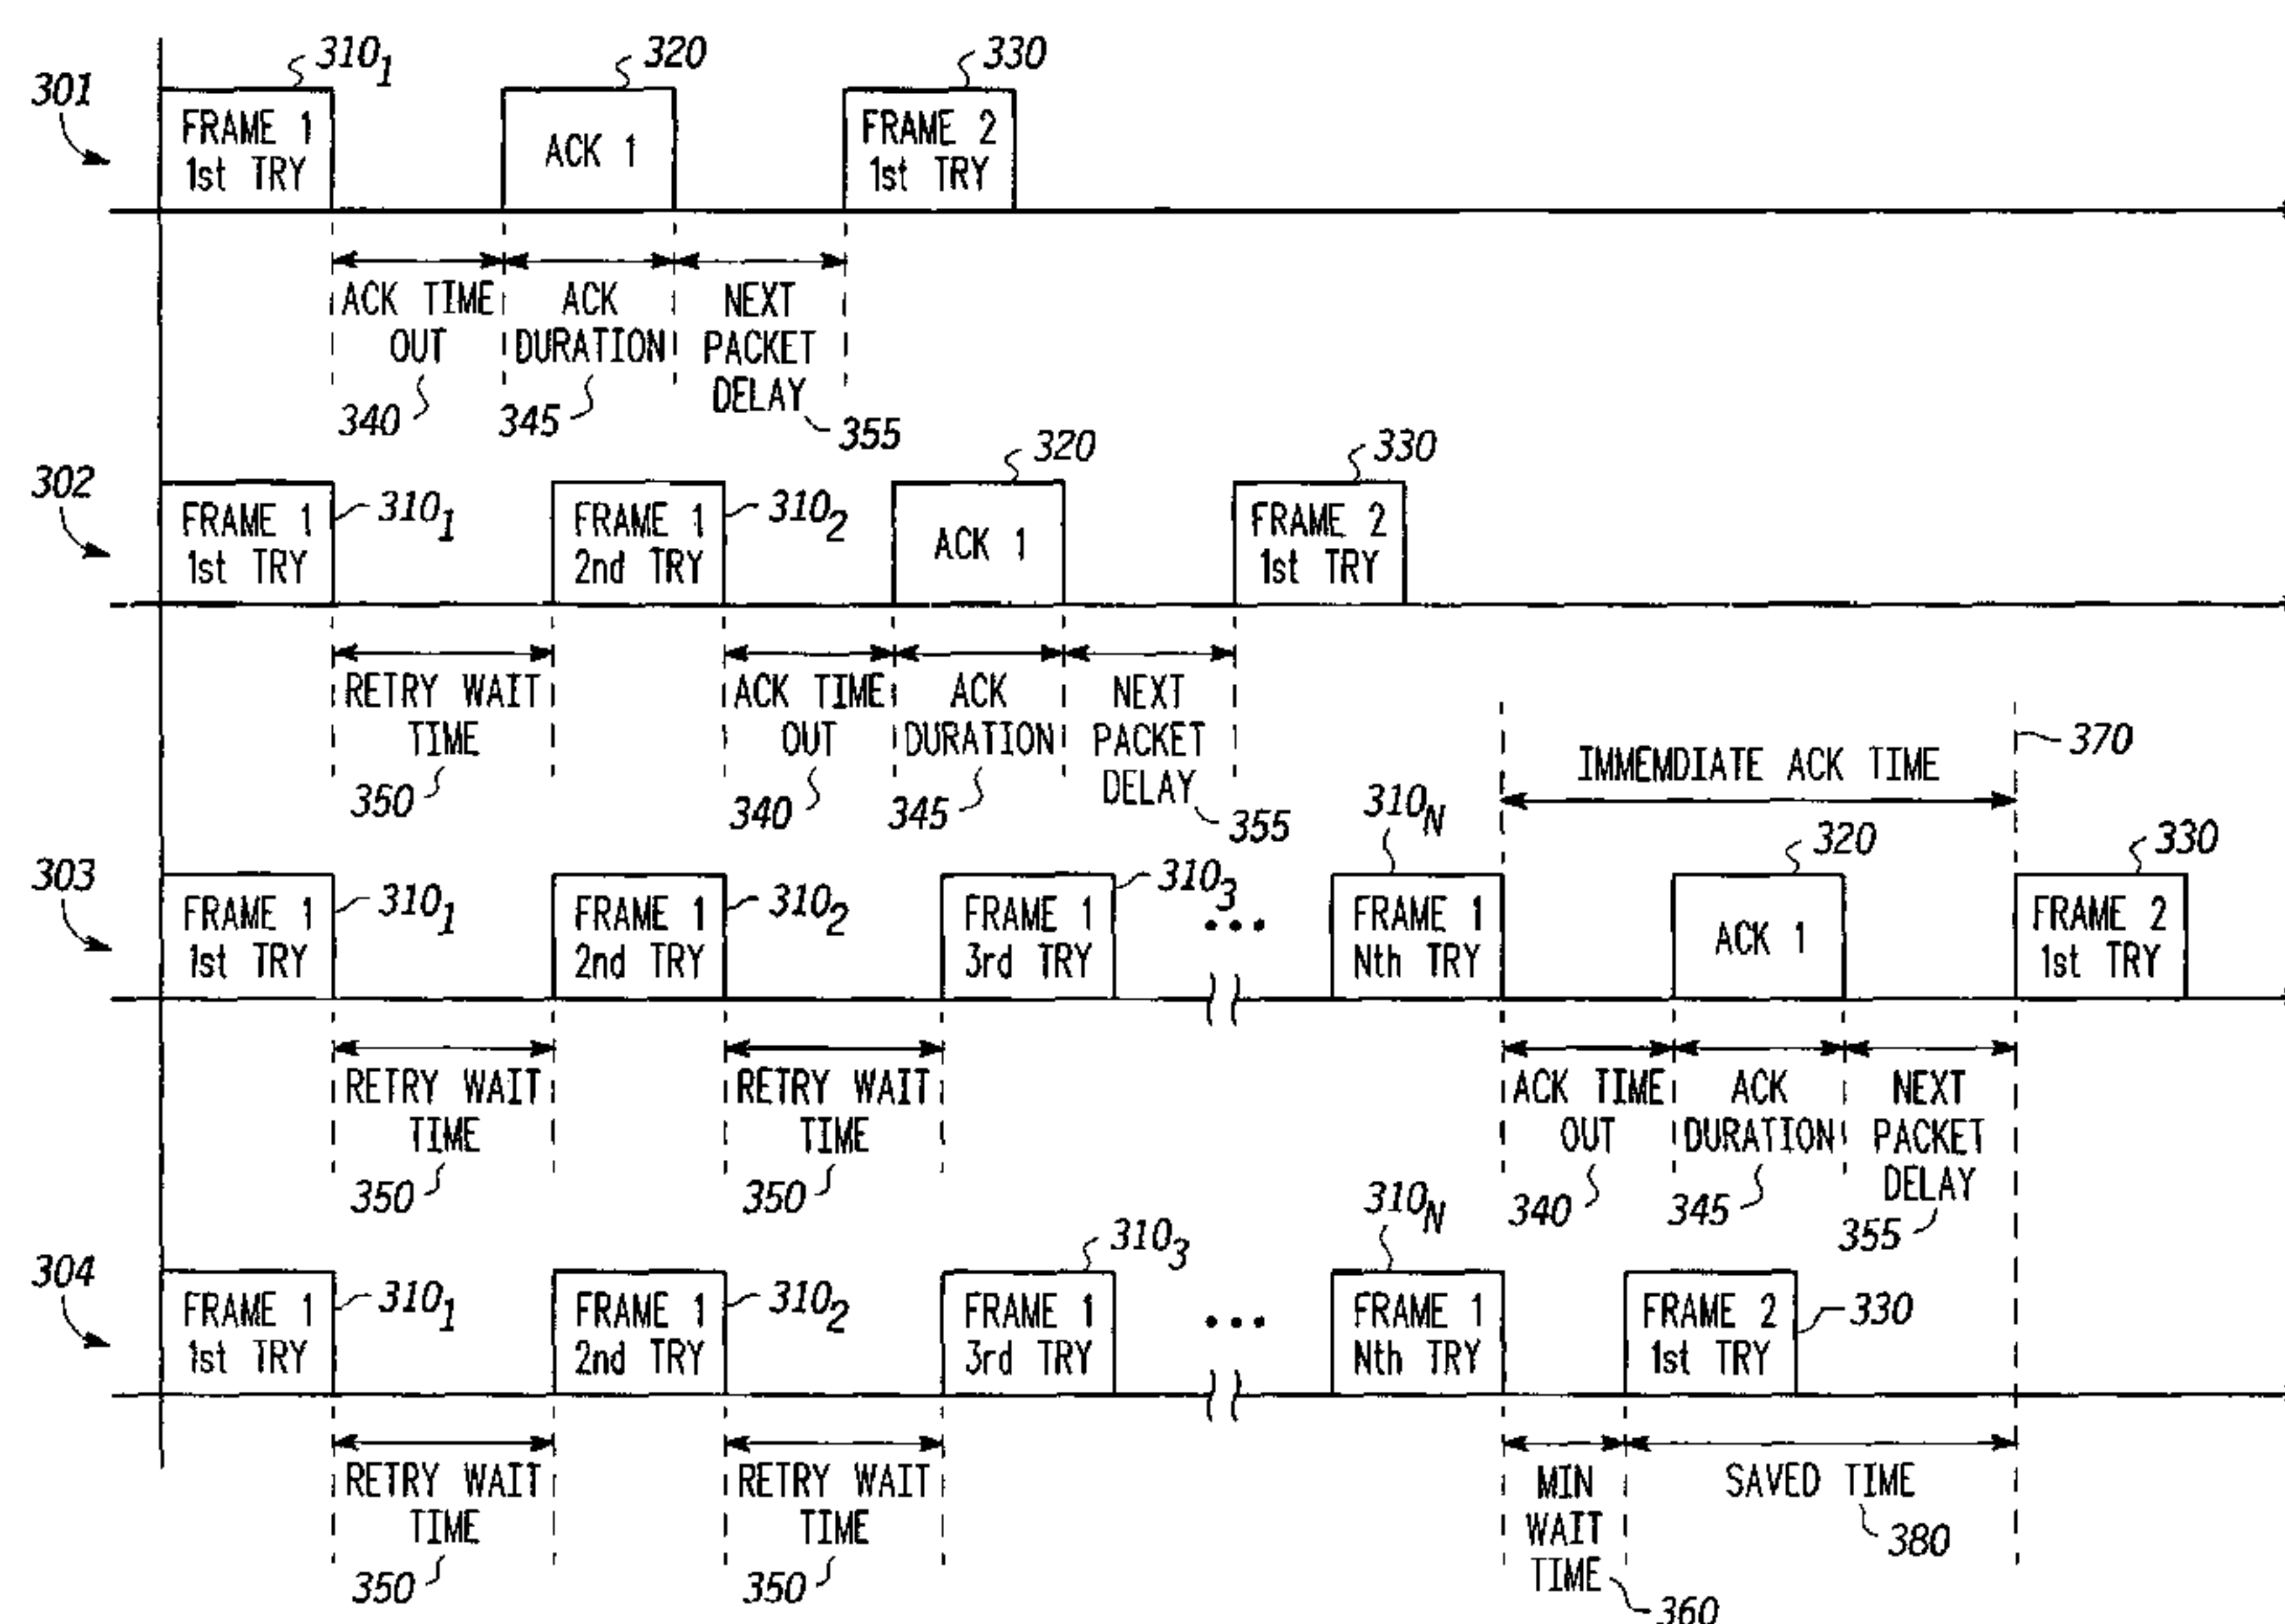 310₁ 320 330
301
FRAME 1
1st TRY
ACK 1
FRAME 2
1st TRY
ACK TIME
OUT
340
ACK
DURATION
345
NEXT
PACKET
DELAY
355
302
FRAME 1
1st TRY
310₁
FRAME 1
2nd TRY
310₂
320
ACK 1
330
FRAME 2
1st TRY
RETRY WAIT
TIME
350
ACK TIME
OUT
340
ACK
DURATION
345
NEXT
PACKET
DELAY
355
IMMEMDIATE ACK TIME
370
303
FRAME 1
1st TRY
310₁
FRAME 1
2nd TRY
310₂
FRAME 1
3rd TRY
310₃
...
310N
FRAME 1
Nth TRY
320
ACK 1
330
FRAME 2
1st TRY
RETRY WAIT
TIME
350
RETRY WAIT
TIME
350
ACK TIME
OUT
340
ACK
DURATION
345
NEXT
PACKET
DELAY
355
304
FRAME 1
1st TRY
310₁
FRAME 1
2nd TRY
310₂
310₃
FRAME 1
3rd TRY
...
310N
FRAME 1
Nth TRY
FRAME 2
1st TRY
330
RETRY WAIT
TIME
350
RETRY WAIT
TIME
350
MIN
WAIT
TIME
360
SAVED TIME
380